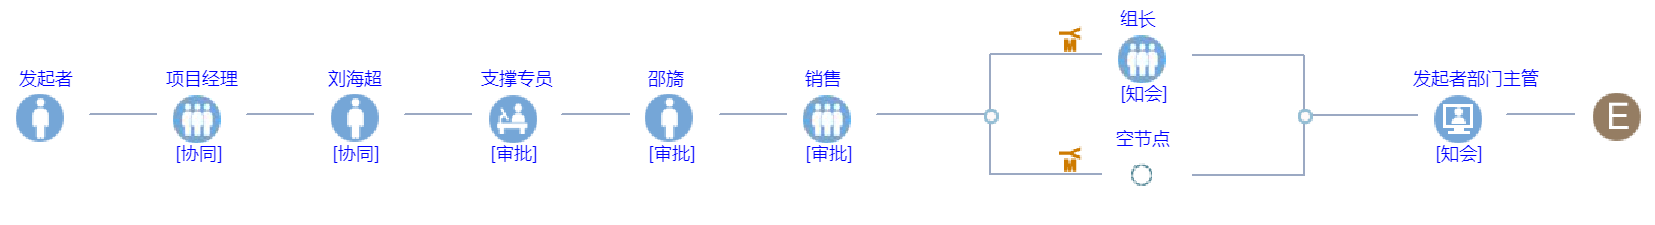 发起者
项目经理
[协同]
刘海超
[协同]
支撑专员
[审批]
邵旖
[审批]
销售
[审批]
组长
[知会]
空节点
发起者部门主管
[知会]
E